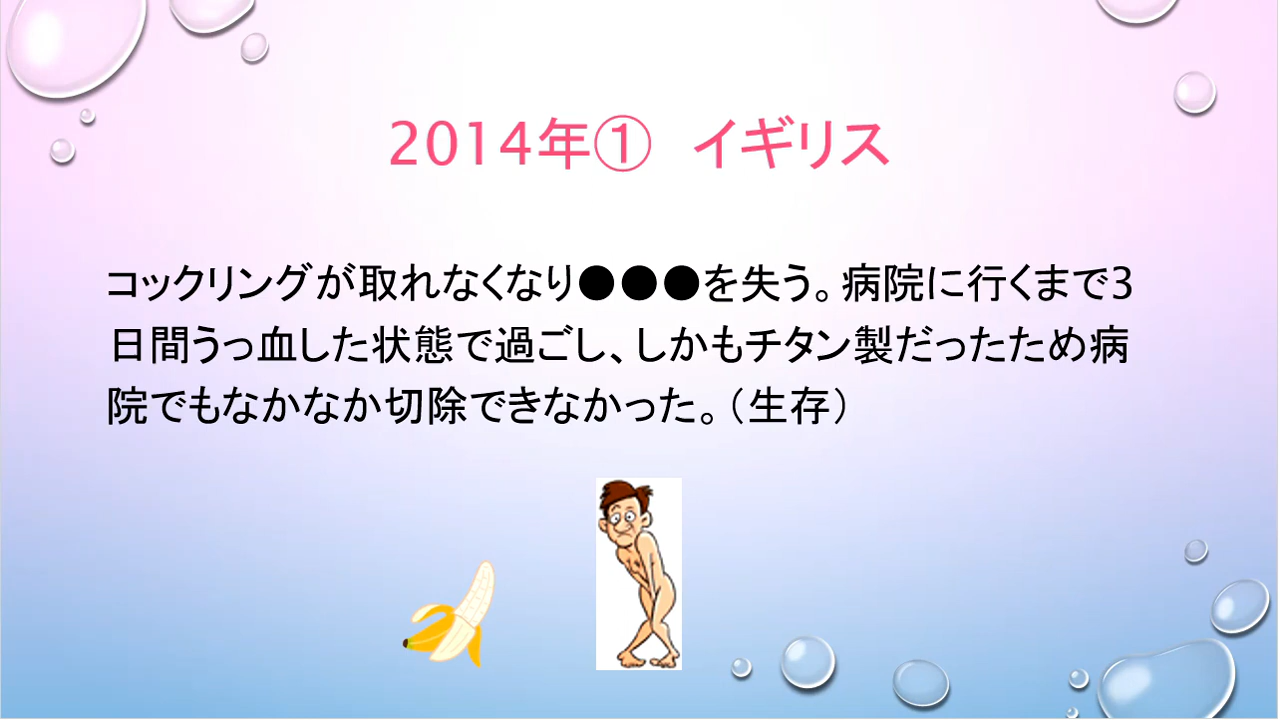 2014年① イギリス
コックリングが取れなくなり●●●を失う。病院に行くまで3
日間うっ血した状態で過ごし、しかもチタン製だったため病
院でもなかなか切除できなかった。（生存）